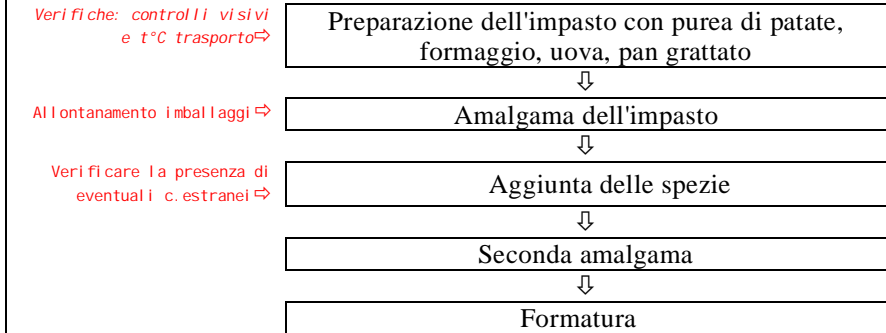 Verifiche: controlli visivi
e t°C trasporto⇨
Preparazione dell'impasto con purea di patate,
formaggio, uova, pan grattato
⇩
Allontanamento imballaggi⇨
Amalgama dell'impasto
⇩
Verificare la presenza di
eventuali c.estranei⇨
Aggiunta delle spezie
⇩
Seconda amalgama
⇩
Formatura